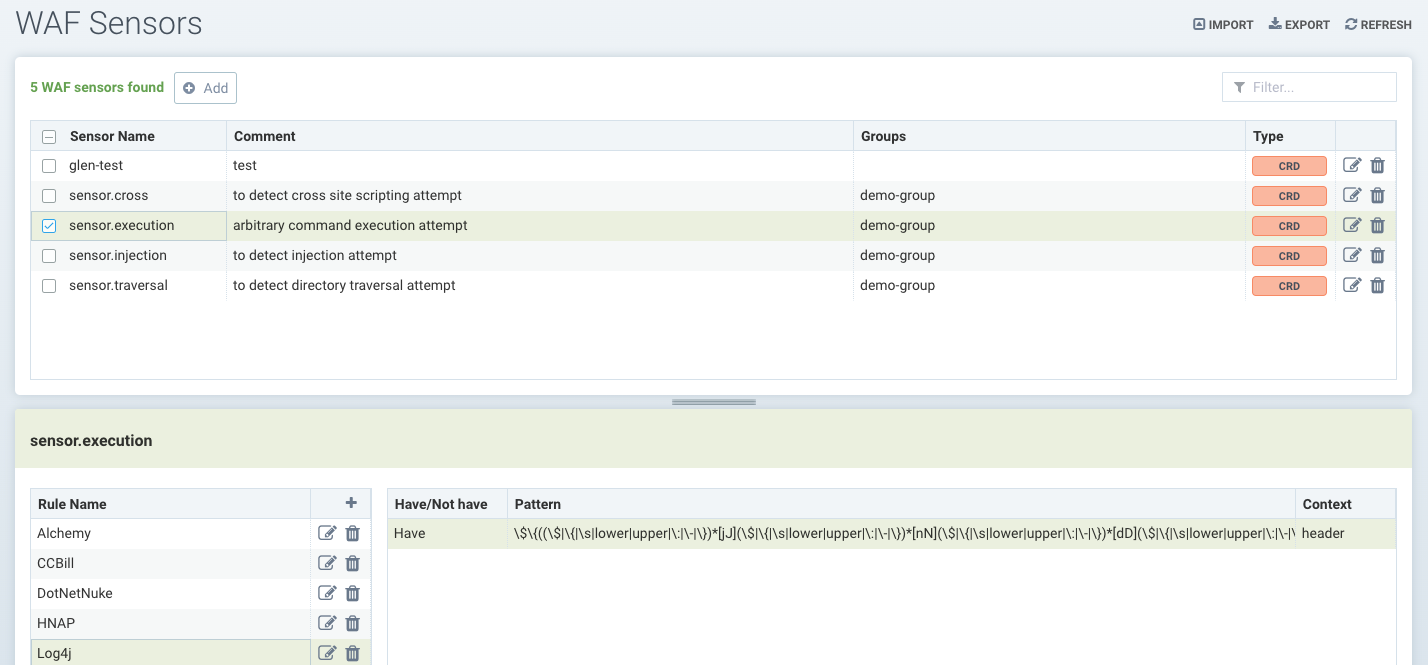 WAF Sensors
IMPORT EXPORT REFRESH
5 WAF sensors found Add Filter...
Sensor Name Comment Groups Type
glen-test test CRD
sensor.cross to detect cross site scripting attempt demo-group CRD
sensor.execution arbitrary command execution attempt demo-group CRD
sensor.injection to detect injection attempt demo-group CRD
sensor.traversal to detect directory traversal attempt demo-group CRD
sensor.execution
Rule Name + Have/Not have Pattern Context
Alchemy Have \$\{((\$|\{|\s|lower|upper|\:|\-|\})*[jJ](\$|\{|\s|lower|upper|\:|\-|\})*[nN](\$|\{|\s|lower|upper|\:|\-|\})*[dD](\$|\{|\s|lower|upper|\:|\-|\ header
CCBill
DotNetNuke
HNAP
Log4j